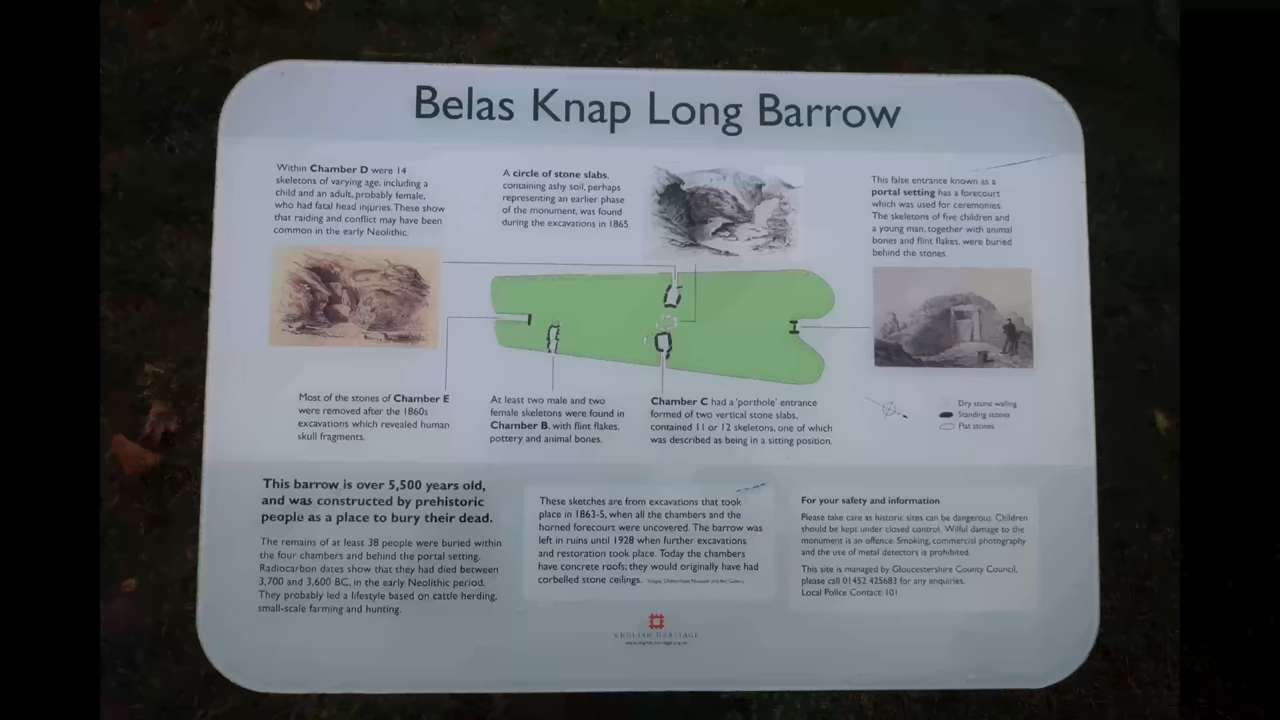 Belas Knap Long Barrow
Within Chamber D were 14
skeletons of varying age, including a
child and an adult, probably female,
who had fatal head injuries. These show
that raiding and conflict may have been
common in the early Neolithic.
A circle of stone slabs,
containing ashy soil, perhaps
representing an earlier phase
of the monument, was found
during the excavations in 1865.
This false entrance known as a
portal setting has a forecourt
which was used for ceremonies.
The skeletons of five children and
a young man, together with animal
bones and flint flakes, were buried
behind the stones.
Most of the stones of Chamber E
were removed after the 1860s
excavations which revealed human
skull fragments.
At least two male and two
female skeletons were found in
Chamber B, with flint flakes,
pottery and animal bones.
Chamber C had a 'porthole' entrance
formed of two vertical stone slabs,
contained 11 or 12 skeletons, one of which
was described as being in a sitting position.
Dry stone walling
Standing stones
Flat stones
This barrow is over 5,500 years old,
and was constructed by prehistoric
people as a place to bury their dead.
The remains of at least 38 people were buried within
the four chambers and behind the portal setting.
Radiocarbon dates show that they had died between
3,700 and 3,600 BC, in the early Neolithic period.
They probably led a lifestyle based on cattle herding,
small-scale farming and hunting.
These sketches are from excavations that took
place in 1863-5, when all the chambers and the
horned forecourt were uncovered. The barrow was
left in ruins until 1928 when further excavations
and restoration took place. Today the chambers
have concrete roofs; they would originally have had
corbelled stone ceilings. Images: Cheltenham Museum and Art Gallery
For your safety and information
Please take care as historic sites can be dangerous. Children
should be kept under closed control. Wilful damage to the
monument is an offence. Smoking, commercial photography
and the use of metal detectors is prohibited.
This site is managed by Gloucestershire County Council,
please call 01452 425683 for any enquiries.
Local Police Contact: 101
ENGLISH HERITAGE
www.english-heritage.org.uk